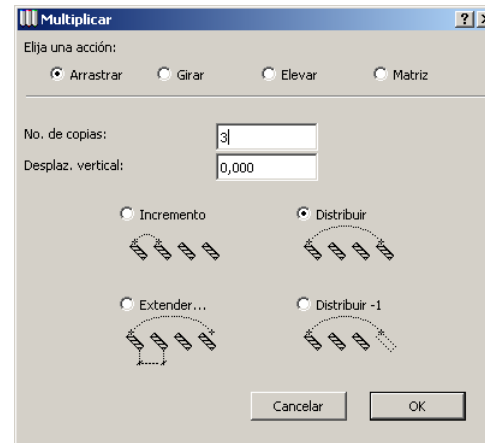 Multiplicar
Elija una acción:
Arrastrar Girar Elevar Matriz
No. de copias: 3
Desplaz. vertical: 0,000
Incremento Distribuir
Extender... Distribuir -1
Cancelar OK